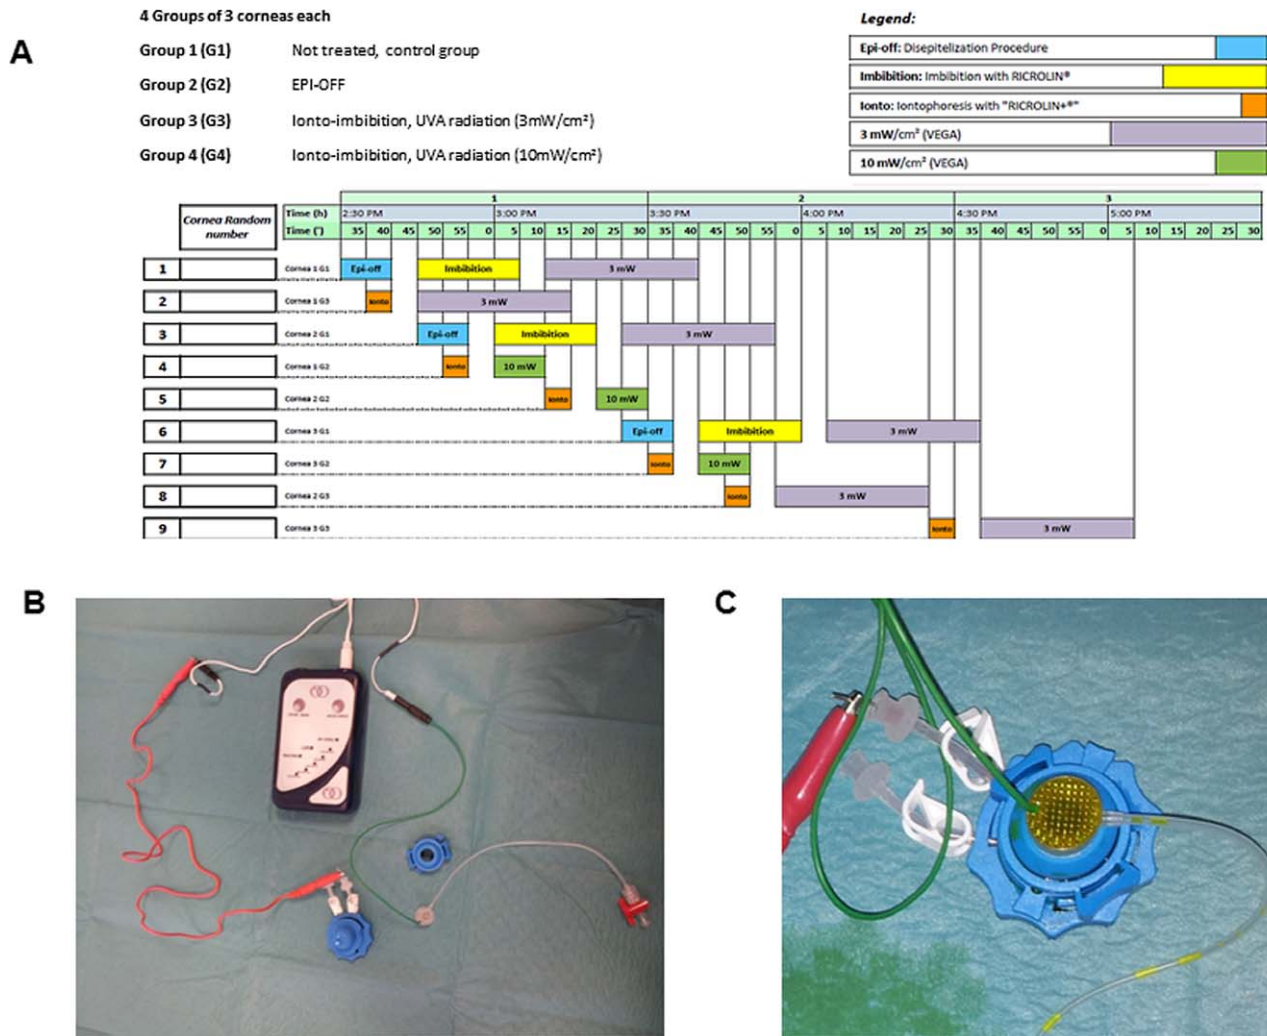 4 Groups of 3 corneas each
A
Group 1 (G1) Not treated, control group
Group 2 (G2) EPI-OFF
Group 3 (G3) Ionto-imbibition, UVA radiation (3mW/cm²)
Group 4 (G4) Ionto-imbibition, UVA radiation (10mW/cm²)
Legend:
Epi-off: Disepitelization Procedure
Imbibition: Imbibition with RICROLIN®
Ionto: Iontophoresis with "RICROLIN+®"
3 mW/cm² (VEGA)
10 mW/cm² (VEGA)
1 2 3
Cornea Random number
Time (h) 2:30 PM 3:00 PM 3:30 PM 4:00 PM 4:30 PM 5:00 PM
Time (') 35 40 45 50 55 0 5 10 15 20 25 30 35 40 45 50 55 0 5 10 15 20 25 30 35 40 45 50 55 0 5 10 15 20 25 30
1 Cornea 1 G1 Epi-off Imbibition 3 mW
2 Cornea 1 G3 Ionto 3 mW
3 Cornea 2 G1 Epi-off Imbibition 3 mW
4 Cornea 1 G2 Ionto 10 mW
5 Cornea 2 G2 Ionto 10 mW
6 Cornea 3 G1 Epi-off Imbibition 3 mW
7 Cornea 3 G2 Ionto 10 mW
8 Cornea 2 G3 Ionto 3 mW
9 Cornea 3 G3 Ionto 3 mW
B
C